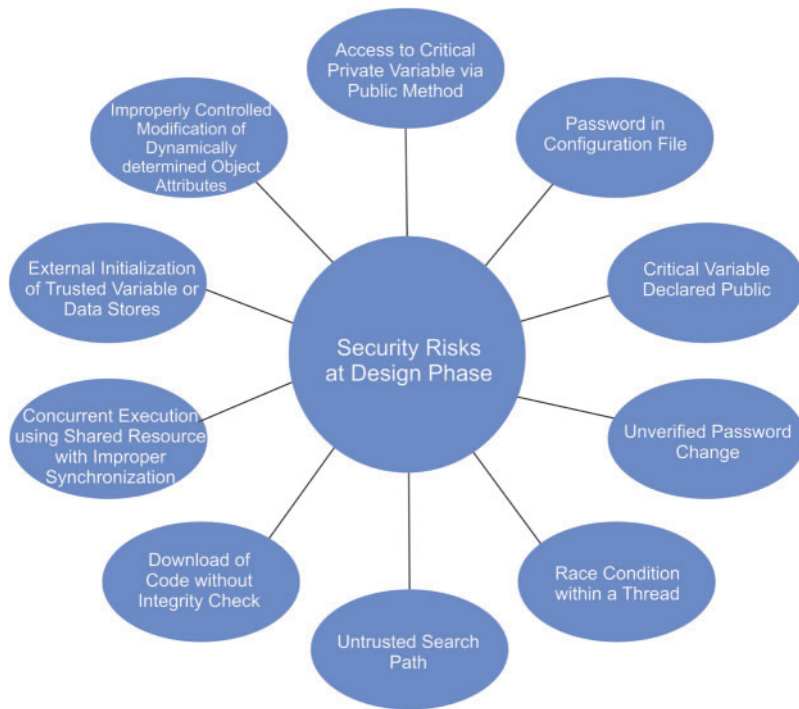 Access to Critical
Private Variable via
Public Method
Improperly Controlled
Modification of
Dynamically
determined Object
Attributes
Password in
Configuration File
External Initialization
of Trusted Variable or
Data Stores
Critical Variable
Declared Public
Security Risks
at Design Phase
Concurrent Execution
using Shared Resource
with Improper
Synchronization
Unverified Password
Change
Download of
Code without
Integrity Check
Race Condition
within a Thread
Untrusted Search
Path